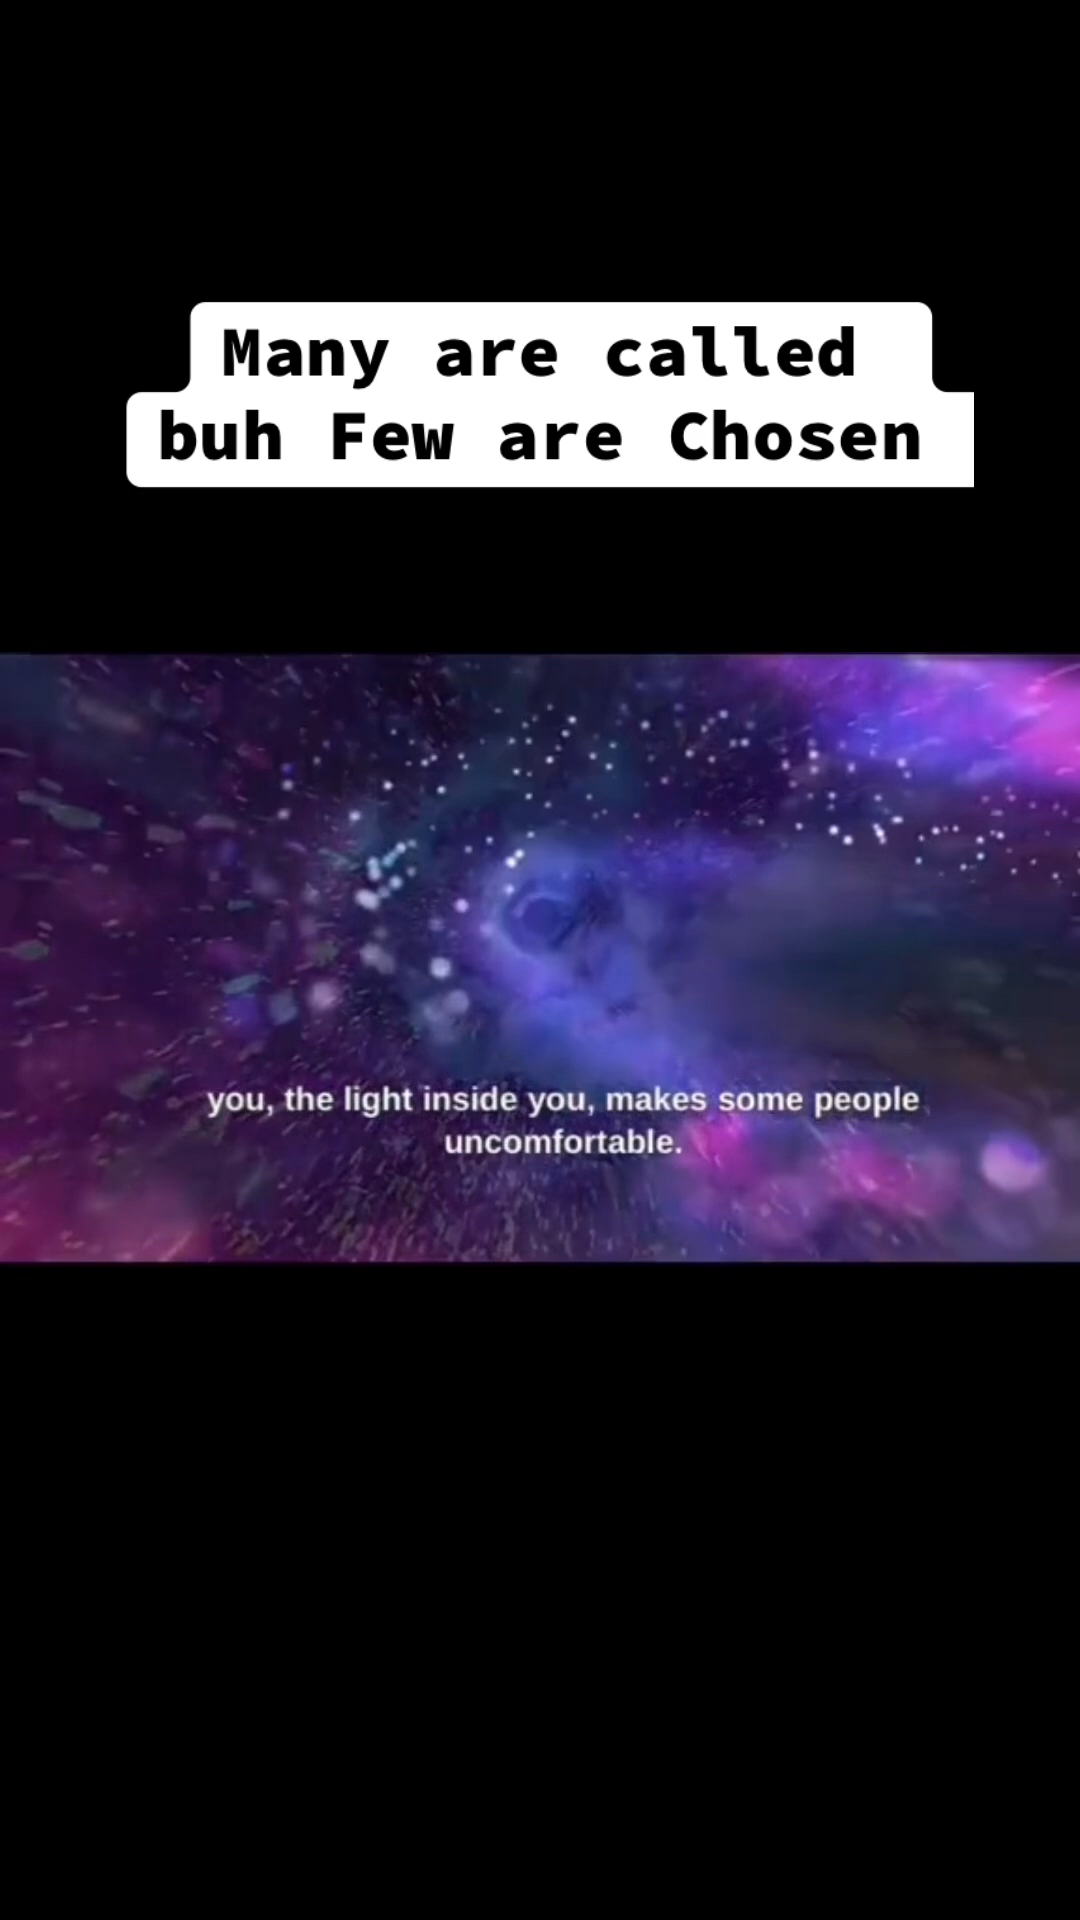 Many are called
buh Few are Chosen
you, the light inside you, makes some people
uncomfortable.